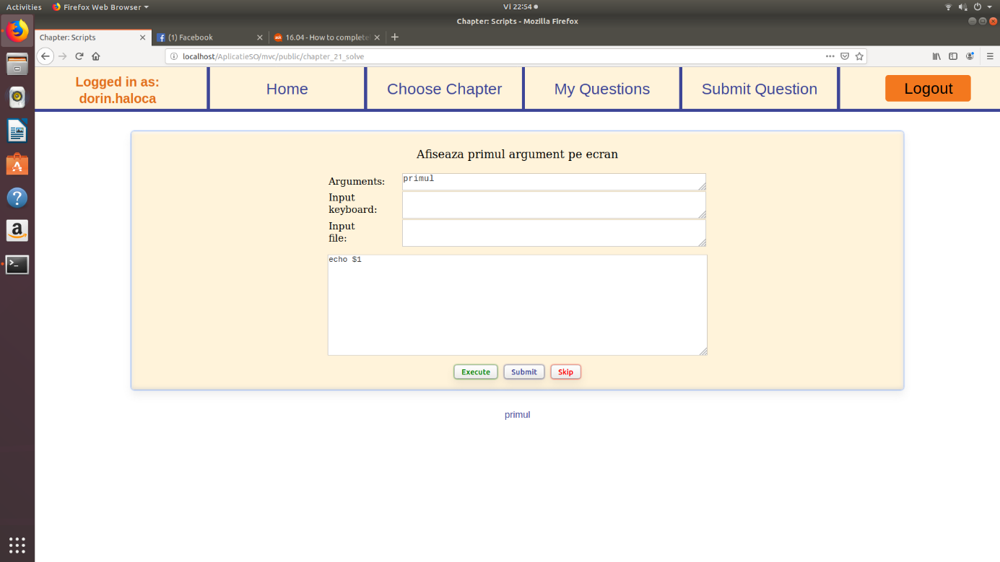 Activities
Firefox Web Browser
Vi 22:54
Chapter: Scripts - Mozilla Firefox
Chapter: Scripts
(1) Facebook
ask
16.04 - How to complete
localhost/AplicatieSO/mvc/public/chapter_21_solve
Logged in as:
dorin.haloca
Home
Choose Chapter
My Questions
Submit Question
Logout
Afiseaza primul argument pe ecran
Arguments:
primul
Input
keyboard:
Input
file:
echo $1
Execute
Submit
Skip
primul